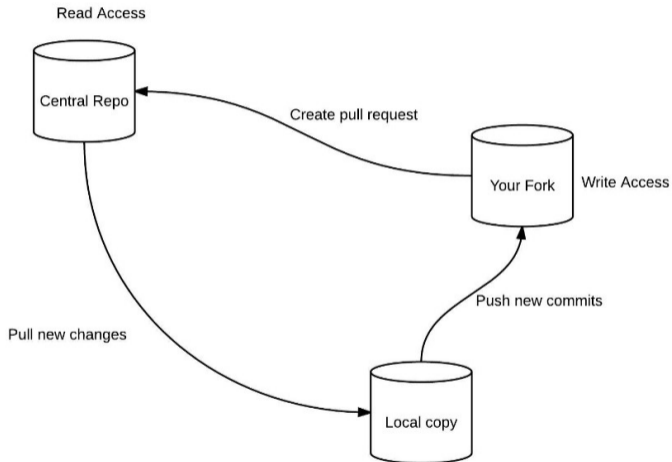 Read Access
Central Repo
Create pull request
Your Fork
Write Access
Push new commits
Pull new changes
Local copy